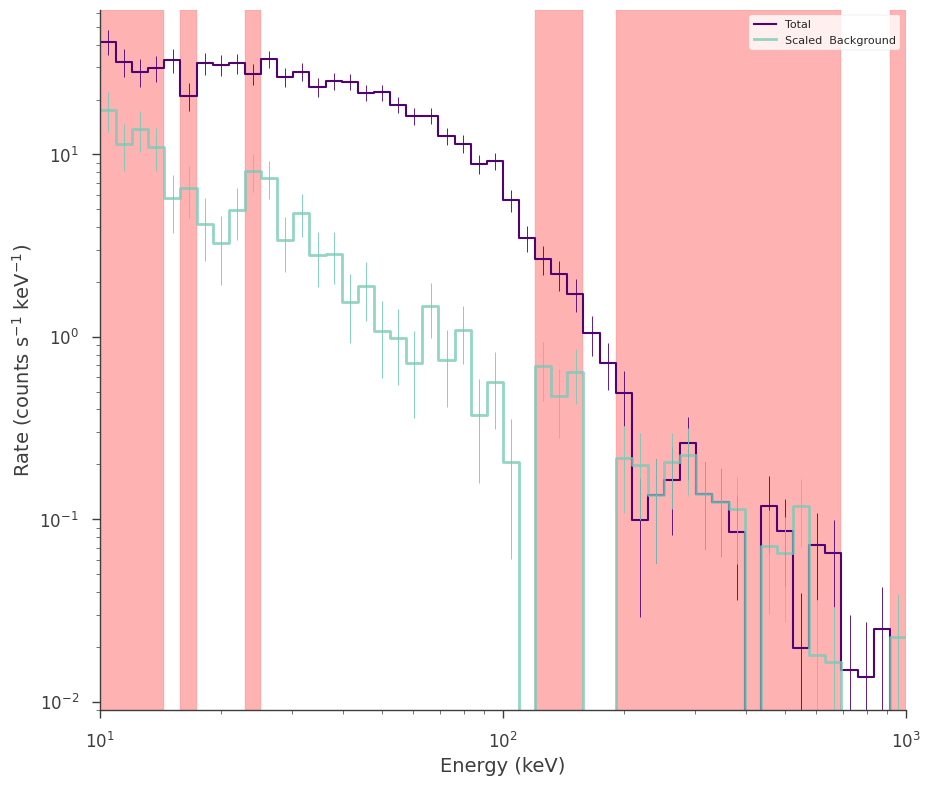 Total
Scaled  Background
10¹
10⁰
10⁻¹
10⁻²
Rate (counts s⁻¹ keV⁻¹)
10¹
10²
10³
Energy (keV)